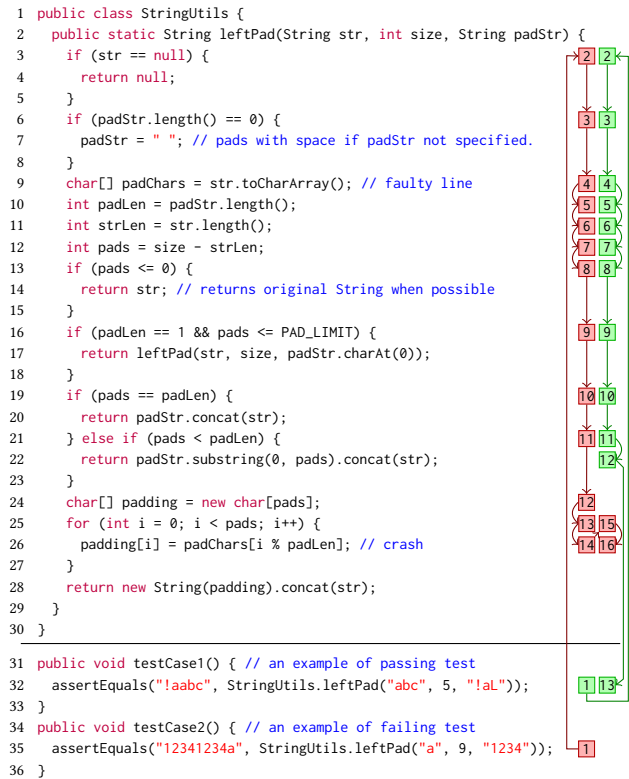 1 public class StringUtils {
2 public static String leftPad(String str, int size, String padStr) {
3 if (str == null) { 2 2
4 return null;
5 }
6 if (padStr.length() == 0) { 3 3
7 padStr = " "; // pads with space if padStr not specified.
8 }
9 char[] padChars = str.toCharArray(); // faulty line 4 4
10 int padLen = padStr.length(); 5 5
11 int strLen = str.length(); 6 6
12 int pads = size - strLen; 7 7
13 if (pads <= 0) { 8 8
14 return str; // returns original String when possible
15 }
16 if (padLen == 1 && pads <= PAD_LIMIT) { 9 9
17 return leftPad(str, size, padStr.charAt(0));
18 }
19 if (pads == padLen) { 10 10
20 return padStr.concat(str);
21 } else if (pads < padLen) { 11 11
22 return padStr.substring(0, pads).concat(str); 12
23 }
24 char[] padding = new char[pads]; 12
25 for (int i = 0; i < pads; i++) { 13 15
26 padding[i] = padChars[i % padLen]; // crash 14 16
27 }
28 return new String(padding).concat(str);
29 }
30 }
31 public void testCase1() { // an example of passing test
32 assertEquals("!aabc", StringUtils.leftPad("abc", 5, "!aL")); 1 13
33 }
34 public void testCase2() { // an example of failing test
35 assertEquals("12341234a", StringUtils.leftPad("a", 9, "1234")); 1
36 }